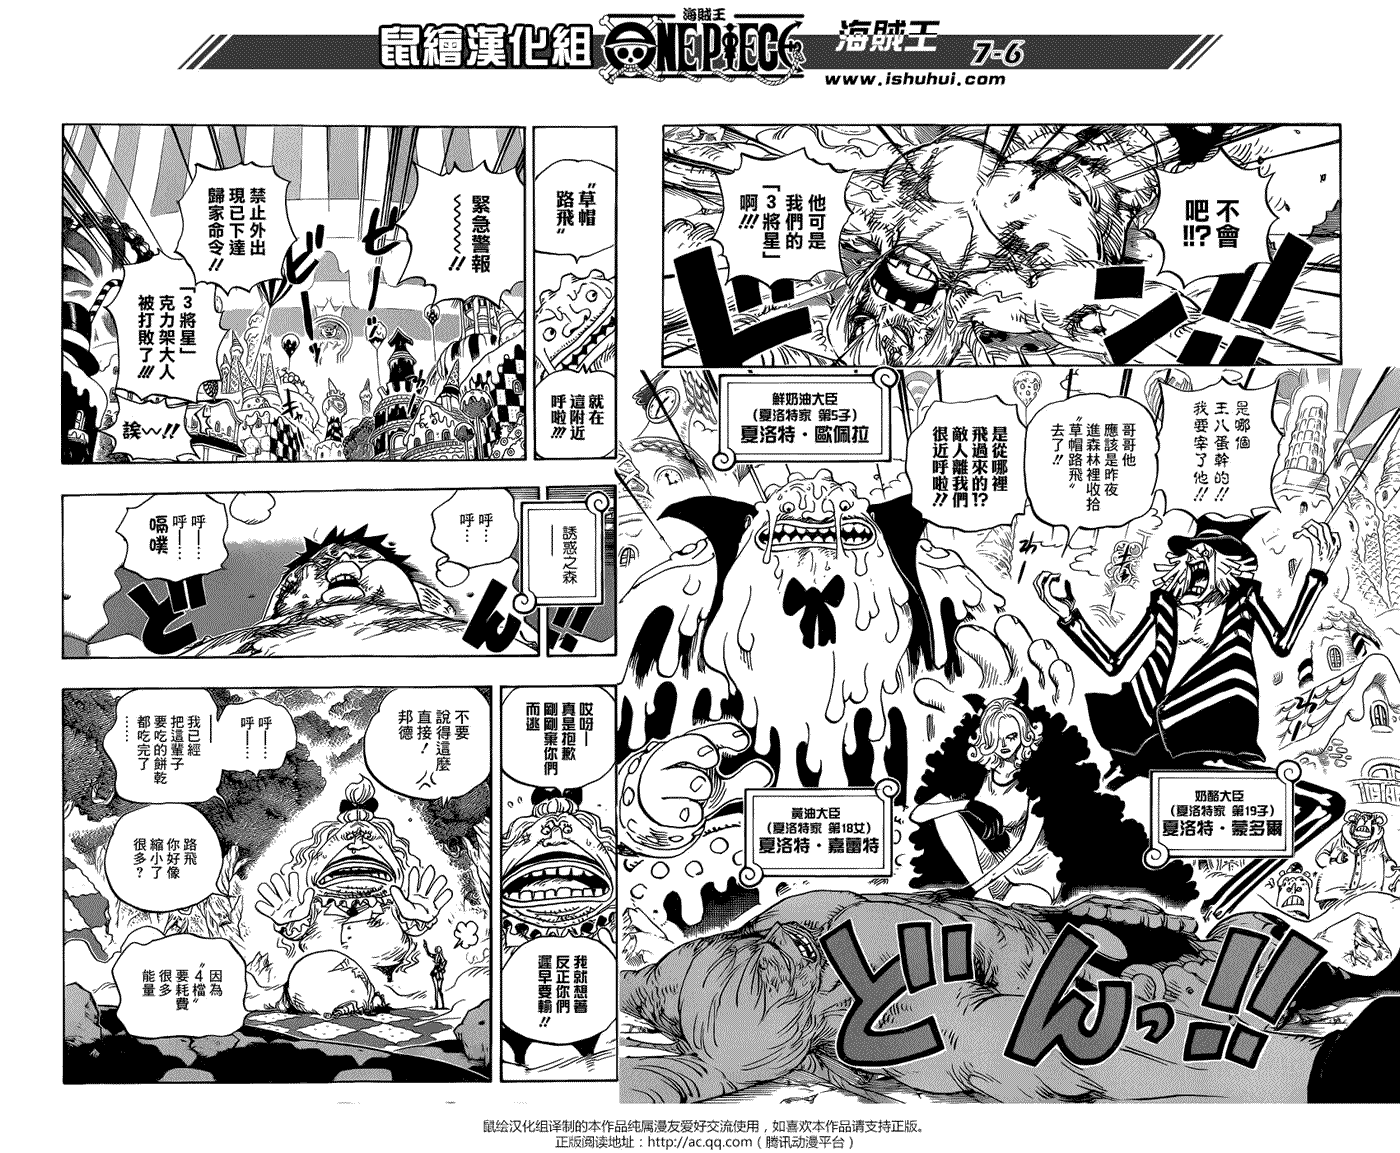 鼠繪漢化組
海賊王
ONE PIECE
海賊王
7-6
www.ishuhui.com
不會
吧!!?
他可是
我們的
「3將星」
啊!!!
ドン!!
是哪個
王八蛋幹的!!
我要宰了他!!
哥哥他
應該是昨夜
進森林裡收拾
"草帽路飛"
去了!!
是從哪裡
飛過來的!?
敵人離我們
很近呼啦!!
鮮奶油大臣
(夏洛特家 第5子)
夏洛特・歐佩拉
奶酪大臣
(夏洛特家 第19子)
夏洛特・蒙多爾
黃油大臣
(夏洛特家 第18女)
夏洛特・嘉蕾特
どんっ!!
"草帽
路飛"
就在
這附近
呼啦!!!
緊急警報
〜〜〜〜!!
禁止外出
現已下達
歸家命令!!
「3將星」
克力架大人
被打敗了!!!
誒〜〜!!
ビビーッ
——誘惑之森
呼…
呼…
呼——…
呼——…
嗝噗
どん!!
哎呀——
真是抱歉
剛剛棄你們
而逃
我就想著
反正你們
遲早要輸!!
不要
說得這麼
直接!
邦德
呼——…
呼…
我已經
把這輩子
要吃的餅乾
都吃完了
……
路飛
你好像
縮小了
很多?
因為
"4檔"
要耗費
很多
能量
鼠绘汉化组译制的本作品纯属漫友爱好交流使用，如喜欢本作品请支持正版。
正版阅读地址：http://ac.qq.com（腾讯动漫平台）